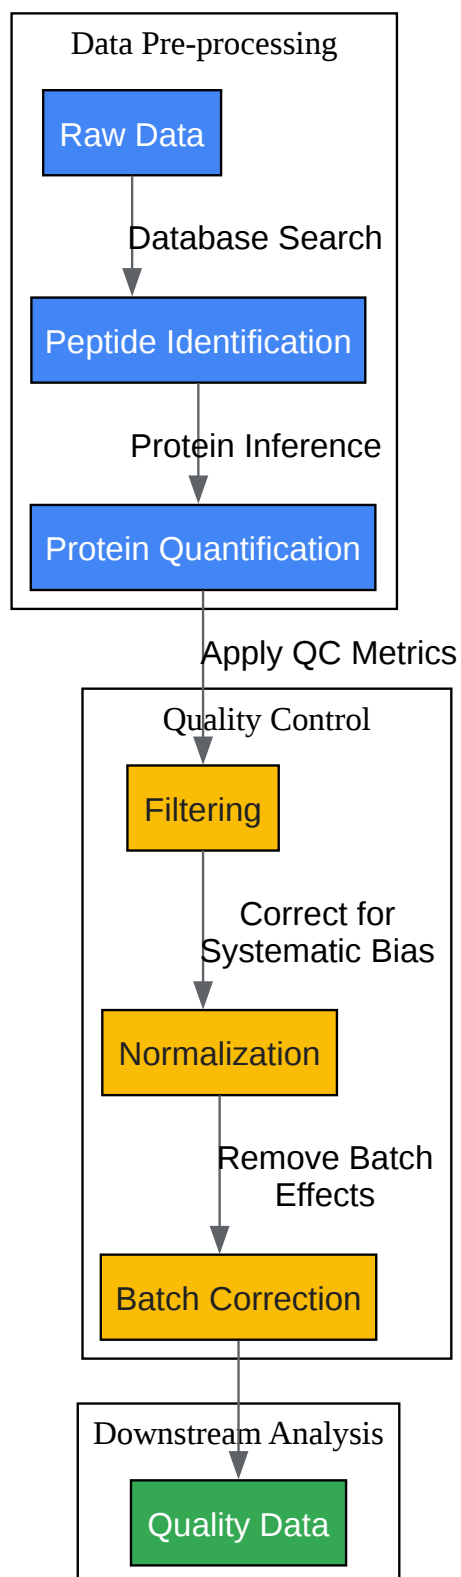 Data Pre-processing
Raw Data
Database Search
Peptide Identification
Protein Inference
Protein Quantification
Apply QC Metrics
Quality Control
Filtering
Correct for
Systematic Bias
Normalization
Remove Batch
Effects
Batch Correction
Downstream Analysis
Quality Data